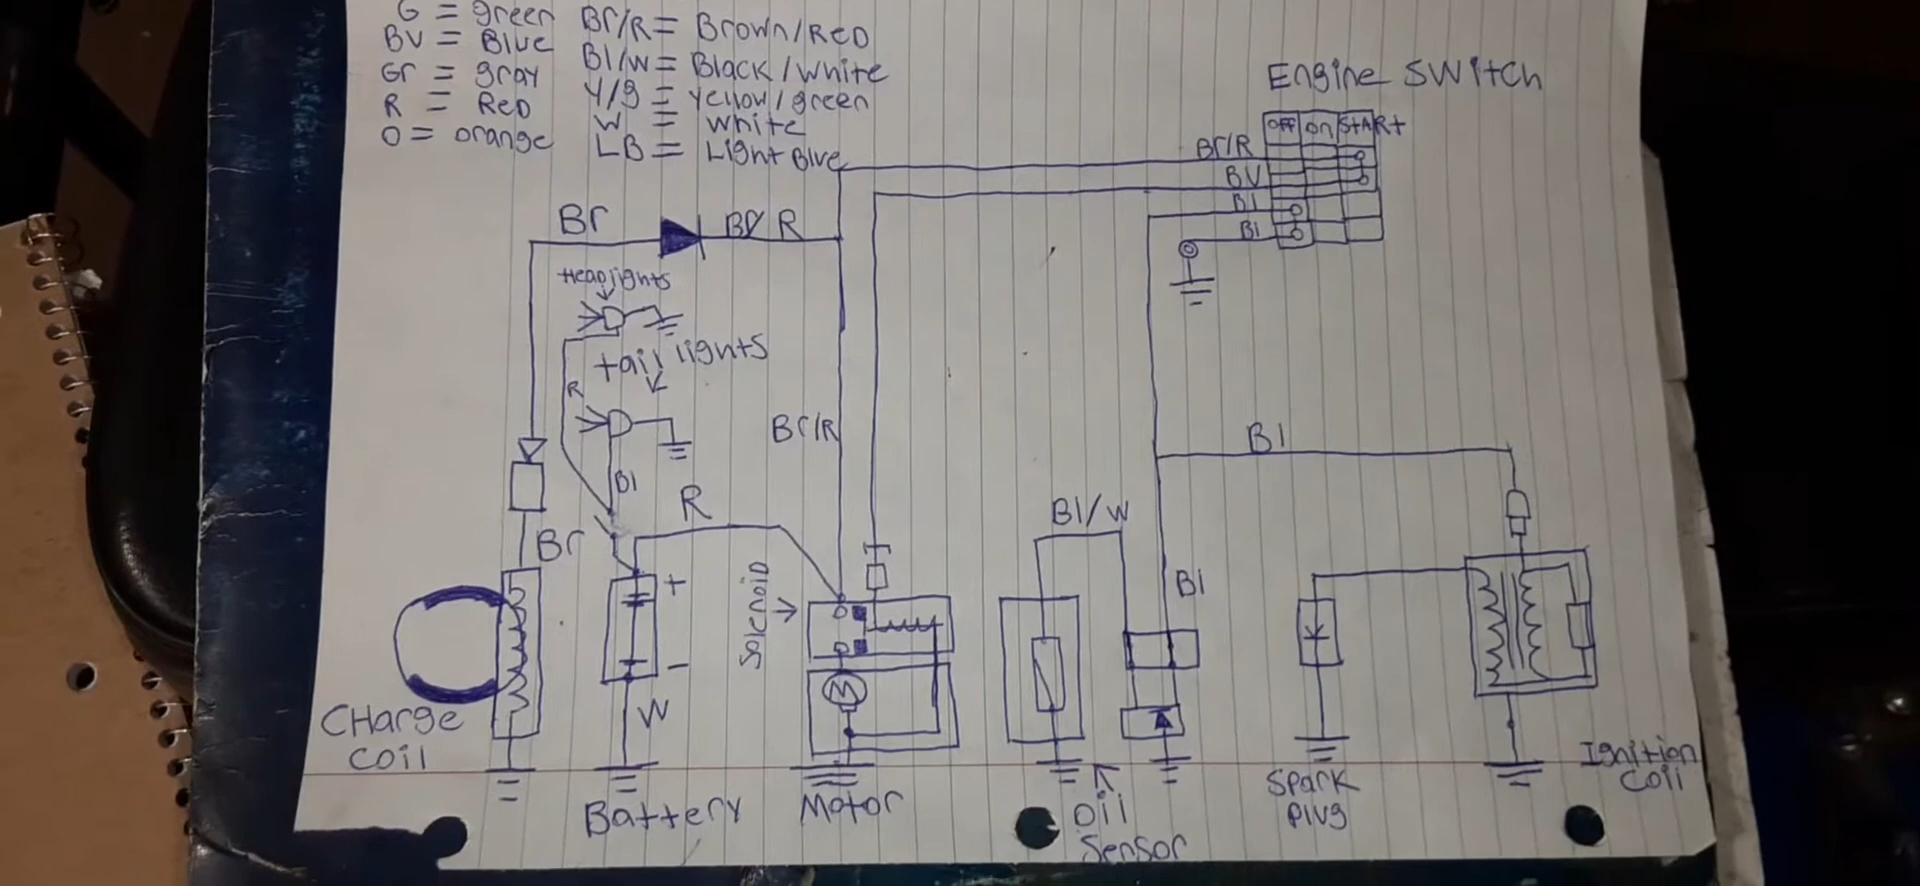 G = green
BU = Blue
Gr = gray
R = Red
O = orange
Br/R = Brown/Red
Bl/W = Black/White
Y/g = Yellow/green
W = White
LB = Light Blue
Engine Switch
OFF on START
Br/R
BU
Bl
Bl
Br
Br/R
Headlights
tail lights
R
Br/R
Bl
Bl
R
Bl/W
Br
Solenoid
+
Bl
-
M
W
CHarge
Coil
Battery
Motor
Oil
Sensor
Spark
Plug
Ignition
Coil